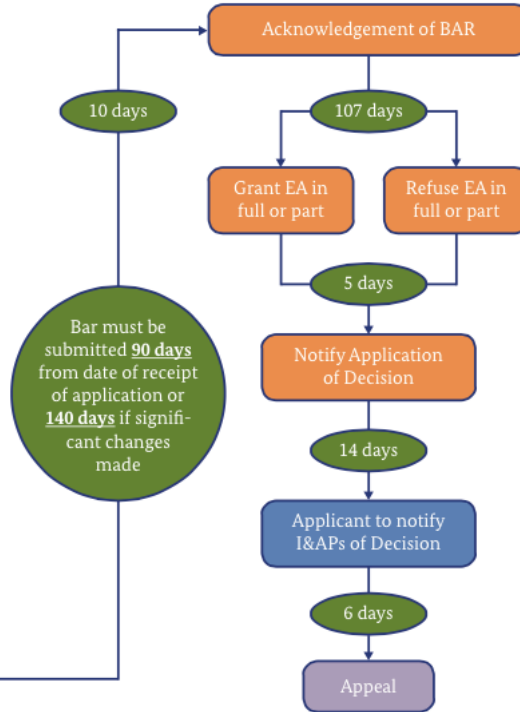 Acknowledgement of BAR
10 days
107 days
Grant EA in
full or part
Refuse EA in
full or part
5 days
Bar must be
submitted 90 days
from date of receipt
of application or
140 days if signifi-
cant changes
made
Notify Application
of Decision
14 days
Applicant to notify
I&APs of Decision
6 days
Appeal